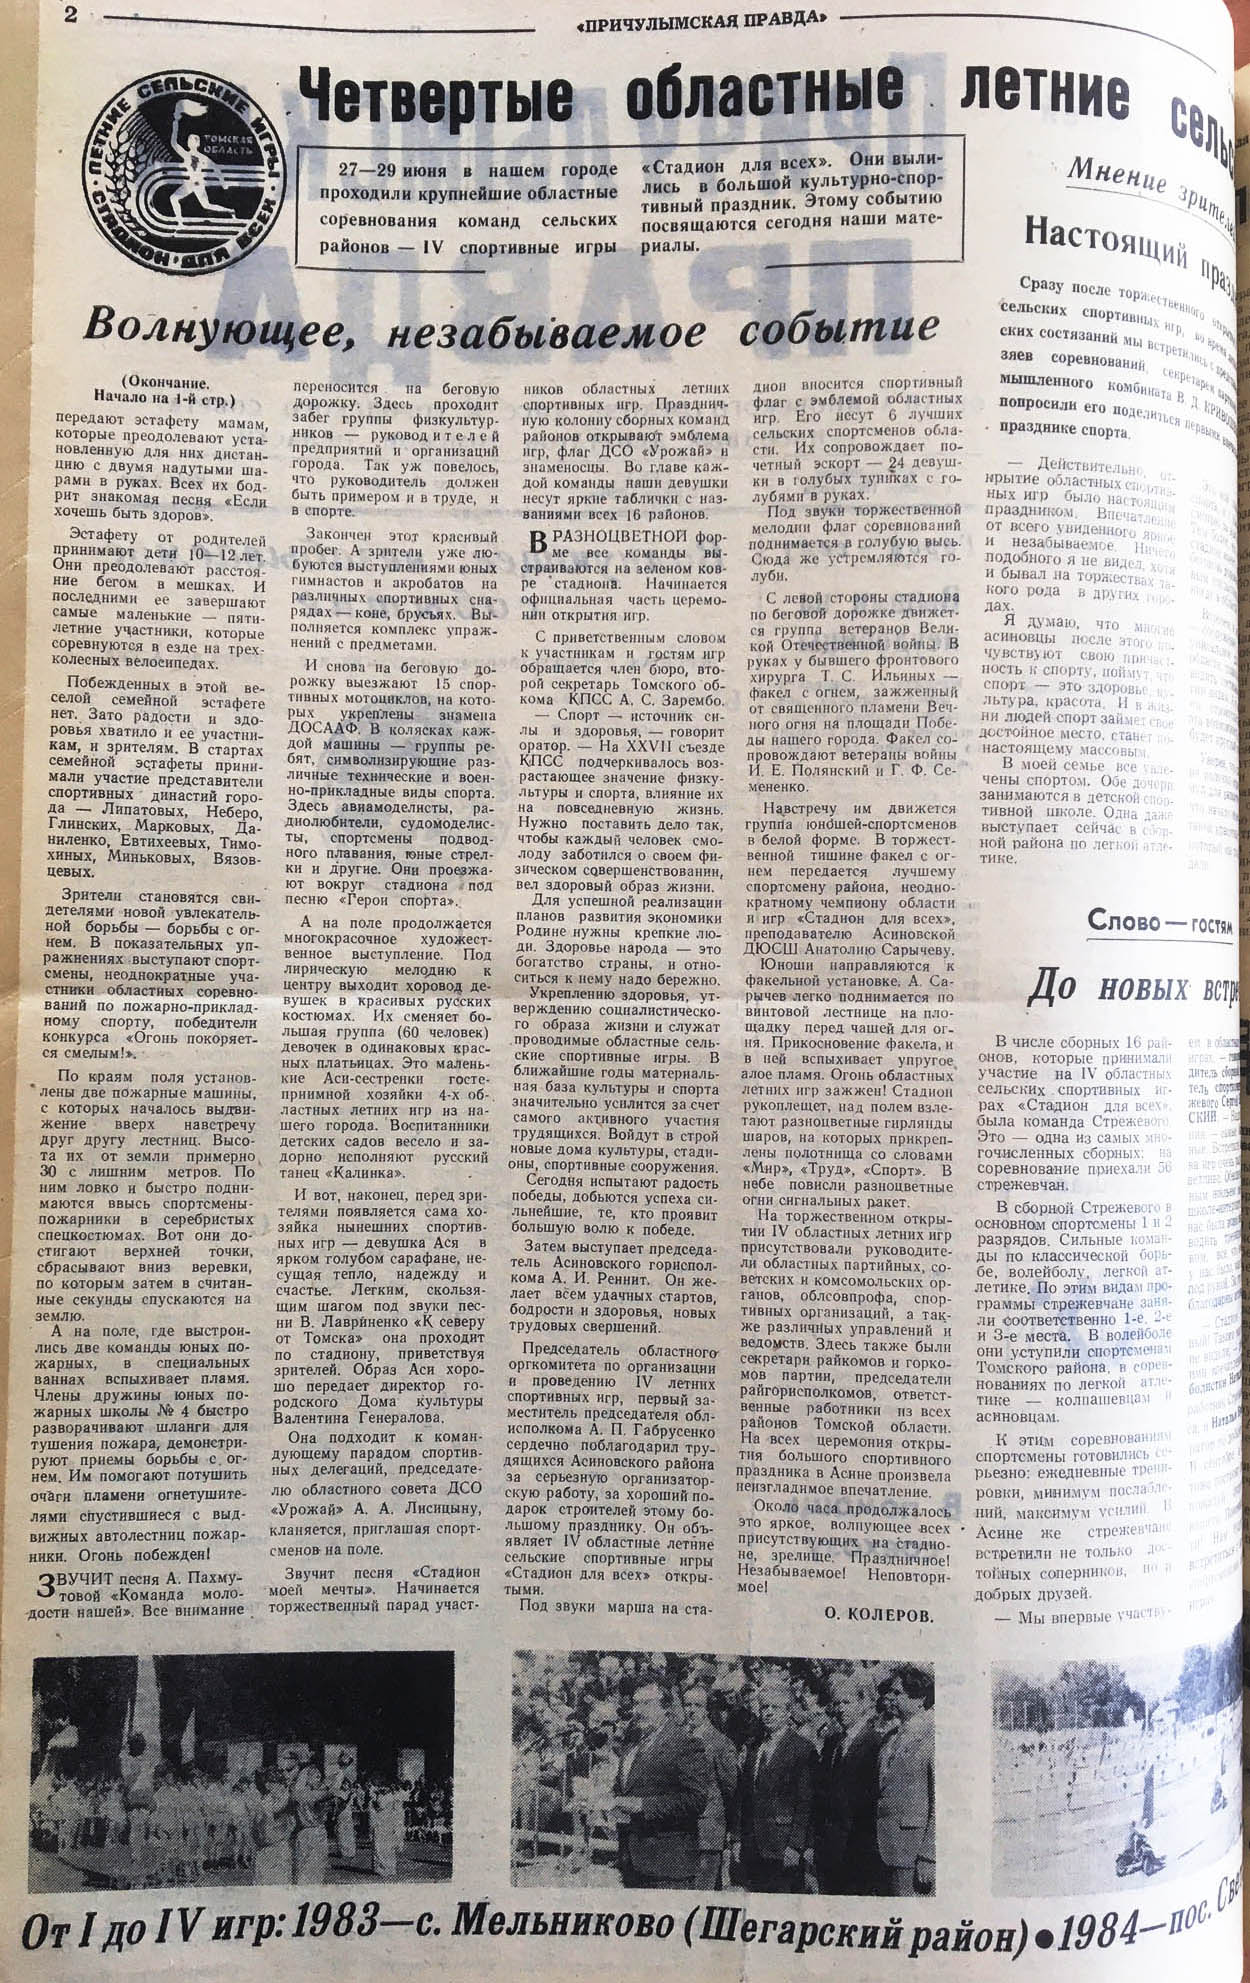 2
«ПРИЧУЛЫМСКАЯ ПРАВДА»
ЛЕТНИЕ СЕЛЬСКИЕ ИГРЫ
СТАДИОН ДЛЯ ВСЕХ
ТОМСКАЯ
ОБЛАСТЬ
Четвертые областные летние
27—29 июня в нашем городе
проходили крупнейшие областные
соревнования команд сельских
районов — IV спортивные игры
«Стадион для всех». Они выли-
лись в большой культурно-спор-
тивный праздник. Этому событию
посвящаются сегодня наши мате-
риалы.
Волнующее, незабываемое событие
(Окончание.
Начало на 1-й стр.)
передают эстафету мамам,
которые преодолевают уста-
новленную для них дистан-
цию с двумя надутыми ша-
рами в руках. Всех их бод-
рит знакомая песня «Если
хочешь быть здоров».
Эстафету от родителей
принимают дети 10—12 лет.
Они преодолевают расстоя-
ние бегом в мешках. И
последними ее завершают
самые маленькие — пяти-
летние участники, которые
соревнуются в езде на трех-
колесных велосипедах.
Побежденных в этой ве-
селой семейной эстафете
нет. Зато радости и здо-
ровья хватило и ее участни-
кам, и зрителям. В стартах
семейной эстафеты прини-
мали участие представители
спортивных династий горо-
да — Липатовых, Неберо,
Глинских, Марковых, Да-
ниленко, Евтихеевых, Тимо-
хиных, Миньковых, Вязов-
цевых.
Зрители становятся сви-
детелями новой увлекатель-
ной борьбы — борьбы с ог-
нем. В показательных уп-
ражнениях выступают спорт-
смены, неоднократные уча-
стники областных соревно-
ваний по пожарно-приклад-
ному спорту, победители
конкурса «Огонь покоряет-
ся смелым!».
По краям поля установ-
лены две пожарные машины,
с которых началось выдви-
жение вверх навстречу
друг другу лестниц. Высо-
та их от земли примерно
30 с лишним метров. По
ним ловко и быстро подни-
маются ввысь спортсмены-
пожарники в серебристых
спецкостюмах. Вот они до-
стигают верхней точки,
сбрасывают вниз веревки,
по которым затем в считан-
ные секунды спускаются на
землю.
А на поле, где выстрои-
лись две команды юных по-
жарных, в специальных
ваннах вспыхивает пламя.
Члены дружины юных по-
жарных школы № 4 быстро
разворачивают шланги для
тушения пожара, демонстри-
руют приемы борьбы с ог-
нем. Им помогают потушить
очаги пламени огнетушите-
лями спустившиеся с выд-
вижных автолестниц пожар-
ники. Огонь побежден!
ЗВУЧИТ песня А. Пахму-
товой «Команда моло-
дости нашей». Все внимание
переносится на беговую
дорожку. Здесь проходит
забег группы физкультур-
ников — руководителей
предприятий и организаций
города. Так уж повелось,
что руководитель должен
быть примером и в труде, и
в спорте.
Закончен этот красивый
пробег. А зрители уже лю-
буются выступлениями юных
гимнастов и акробатов на
различных спортивных сна-
рядах — коне, брусьях. Вы-
полняется комплекс упраж-
нений с предметами.
И снова на беговую до-
рожку выезжают 15 спор-
тивных мотоциклов, на кото-
рых укреплены знамена
ДОСААФ. В колясках каж-
дой машины — группы ре-
бят, символизирующие раз-
личные технические и воен-
но-прикладные виды спорта.
Здесь авиамоделисты, ра-
диолюбители, судомоделис-
ты, спортсмены подвод-
ного плавания, юные стрел-
ки и другие. Они проезжа-
ют вокруг стадиона под
песню «Герои спорта».
А на поле продолжается
многокрасочное художест-
венное выступление. Под
лирическую мелодию к
центру выходит хоровод де-
вушек в красивых русских
костюмах. Их сменяет бо-
льшая группа (60 человек)
девочек в одинаковых крас-
ных платьицах. Это малень-
кие Аси-сестренки госте-
приимной хозяйки 4-х об-
ластных летних игр из на-
шего города. Воспитанники
детских садов весело и за-
дорно исполняют русский
танец «Калинка».
И вот, наконец, перед зри-
телями появляется сама хо-
зяйка нынешних спортив-
ных игр — девушка Ася в
ярком голубом сарафане, не-
сущая тепло, надежду и
счастье. Легким, скользя-
щим шагом под звуки пес-
ни В. Лавриненко «К северу
от Томска» она проходит
по стадиону, приветствуя
зрителей. Образ Аси хоро-
шо передает директор го-
родского Дома культуры
Валентина Генералова.
Она подходит к коман-
дующему парадом спортив-
ных делегаций, председате-
лю областного совета ДСО
«Урожай» А. А. Лисицыну,
кланяется, приглашая спорт-
сменов на поле.
Звучит песня «Стадион
моей мечты». Начинается
торжественный парад участ-
ников областных летних
спортивных игр. Празднич-
ную колонну сборных команд
районов открывают эмблема
игр, флаг ДСО «Урожай» и
знаменосцы. Во главе каж-
дой команды наши девушки
несут яркие таблички с наз-
ваниями всех 16 районов.
В РАЗНОЦВЕТНОЙ фор-
ме все команды вы-
страиваются на зеленом ков-
ре стадиона. Начинается
официальная часть церемо-
нии открытия игр.
С приветственным словом
к участникам и гостям игр
обращается член бюро, вто-
рой секретарь Томского об-
кома КПСС А. С. Зарембо.
— Спорт — источник си-
лы и здоровья, — говорит
оратор. — На XXVII съезде
КПСС подчеркивалось воз-
растающее значение физку-
льтуры и спорта, влияние их
на повседневную жизнь.
Нужно поставить дело так,
чтобы каждый человек смо-
лоду заботился о своем фи-
зическом совершенствовании,
вел здоровый образ жизни.
Для успешной реализации
планов развития экономики
Родине нужны крепкие лю-
ди. Здоровье народа — это
богатство страны, и отно-
ситься к нему надо бережно.
Укреплению здоровья, ут-
верждению социалистическо-
го образа жизни и служат
проводимые областные сель-
ские спортивные игры. В
ближайшие годы материаль-
ная база культуры и спорта
значительно усилится за счет
самого активного участия
трудящихся. Войдут в строй
новые дома культуры, стади-
оны, спортивные сооружения.
Сегодня испытают радость
победы, добьются успеха си-
льнейшие, те, кто проявит
большую волю к победе.
Затем выступает председа-
тель Асиновского гориспол-
кома А. И. Реннит. Он же-
лает всем удачных стартов,
бодрости и здоровья, новых
трудовых свершений.
Председатель областного
оргкомитета по организации
и проведению IV летних
спортивных игр, первый за-
меститель председателя обл-
исполкома А. П. Габрусенко
сердечно поблагодарил тру-
дящихся Асиновского района
за серьезную организатор-
скую работу, за хороший по-
дарок строителей этому бо-
льшому празднику. Он объ-
являет IV областные летние
сельские спортивные игры
«Стадион для всех» откры-
тыми.
Под звуки марша на ста-
дион вносится спортивный
флаг с эмблемой областных
игр. Его несут 6 лучших
сельских спортсменов обла-
сти. Их сопровождает по-
четный эскорт — 24 девуш-
ки в голубых туниках с го-
лубями в руках.
Под звуки торжественной
мелодии флаг соревнований
поднимается в голубую высь.
Сюда же устремляются го-
луби.
С левой стороны стадиона
по беговой дорожке движет-
ся группа ветеранов Вели-
кой Отечественной войны. В
руках у бывшего фронтового
хирурга Т. С. Ильиных —
факел с огнем, зажженный
от священного пламени Веч-
ного огня на площади Побе-
ды нашего города. Факел со-
провождают ветераны войны
И. Е. Полянский и Г. Ф. Се-
мененко.
Навстречу им движется
группа юношей-спортсменов
в белой форме. В торжест-
венной тишине факел с ог-
нем передается лучшему
спортсмену района, неодно-
кратному чемпиону области
и игр «Стадион для всех»,
преподавателю Асиновской
ДЮСШ Анатолию Сарычеву.
Юноши направляются к
факельной установке. А. Са-
рычев легко поднимается по
винтовой лестнице на пло-
щадку перед чашей для ог-
ня. Прикосновение факела, и
в ней вспыхивает упругое
алое пламя. Огонь областных
летних игр зажжен! Стадион
рукоплещет, над полем взле-
тают разноцветные гирлянды
шаров, на которых прикреп-
лены полотнища со словами
«Мир», «Труд», «Спорт». В
небе повисли разноцветные
огни сигнальных ракет.
На торжественном откры-
тии IV областных летних игр
присутствовали руководите-
ли областных партийных, со-
ветских и комсомольских ор-
ганов, облсовпрофа, спор-
тивных организаций, а так-
же различных управлений и
ведомств. Здесь также были
секретари райкомов и горко-
мов партии, председатели
райгорисполкомов, ответст-
венные работники из всех
районов Томской области.
На всех церемония откры-
тия большого спортивного
праздника в Асине произвела
неизгладимое впечатление.
Около часа продолжалось
это яркое, волнующее всех
присутствующих на стадио-
не, зрелище. Праздничное!
Незабываемое! Неповтори-
мое!
О. КОЛЕРОВ.
Мнение
Настоящий
Сразу после торжественного
сельских спортивных игр, во время
ских состязаний мы встретились с
зяев соревнований, секретарем
мышленного комбината В. Д.
попросили его поделиться первыми
празднике спорта.
— Действительно, от-
крытие областных спортив-
ных игр было настоящим
праздником. Впечатление
от всего увиденного яркое
и незабываемое. Ничего
подобного я не видел, хотя
и бывал на торжествах та-
кого рода в других горо-
дах.
Я думаю, что многие
асиновцы после этого по-
чувствуют свою причаст-
ность к спорту, поймут, что
спорт — это здоровье, ку-
льтура, красота. И в жиз-
ни людей спорт займет свое
достойное место, станет по-
настоящему массовым.
В моей семье все увле-
чены спортом. Обе дочери
занимаются в детской спор-
тивной школе. Одна даже
выступает сейчас в сбор-
ной района по легкой атле-
тике.
Слово — гостям
До новых
В числе сборных 16 рай-
онов, которые принимали
участие на IV областных
сельских спортивных иг-
рах «Стадион для всех»,
была команда Стрежевого.
Это — одна из самых мно-
гочисленных сборных: на
соревнование приехали 56
стрежевчан.
В сборной Стрежевого в
основном спортсмены 1 и 2
разрядов. Сильные коман-
ды по классической борь-
бе, волейболу, легкой ат-
летике. По этим видам про-
граммы стрежевчане заня-
ли соответственно 1-е, 2-е
и 3-е места. В волейболе
они уступили спортсменам
Томского района, в сорев-
нованиях по легкой атле-
тике — колпашевцам и
асиновцам.
К этим соревнованиям
спортсмены готовились се-
рьезно: ежедневные трени-
ровки, минимум послабле-
ний, максимум усилий. В
Асине же стрежевчане
встретили не только дос-
тойных соперников, но и
добрых друзей.
— Мы впервые участву-
От I до IV игр: 1983—с. Мельниково (Шегарский район) ● 1984—пос.